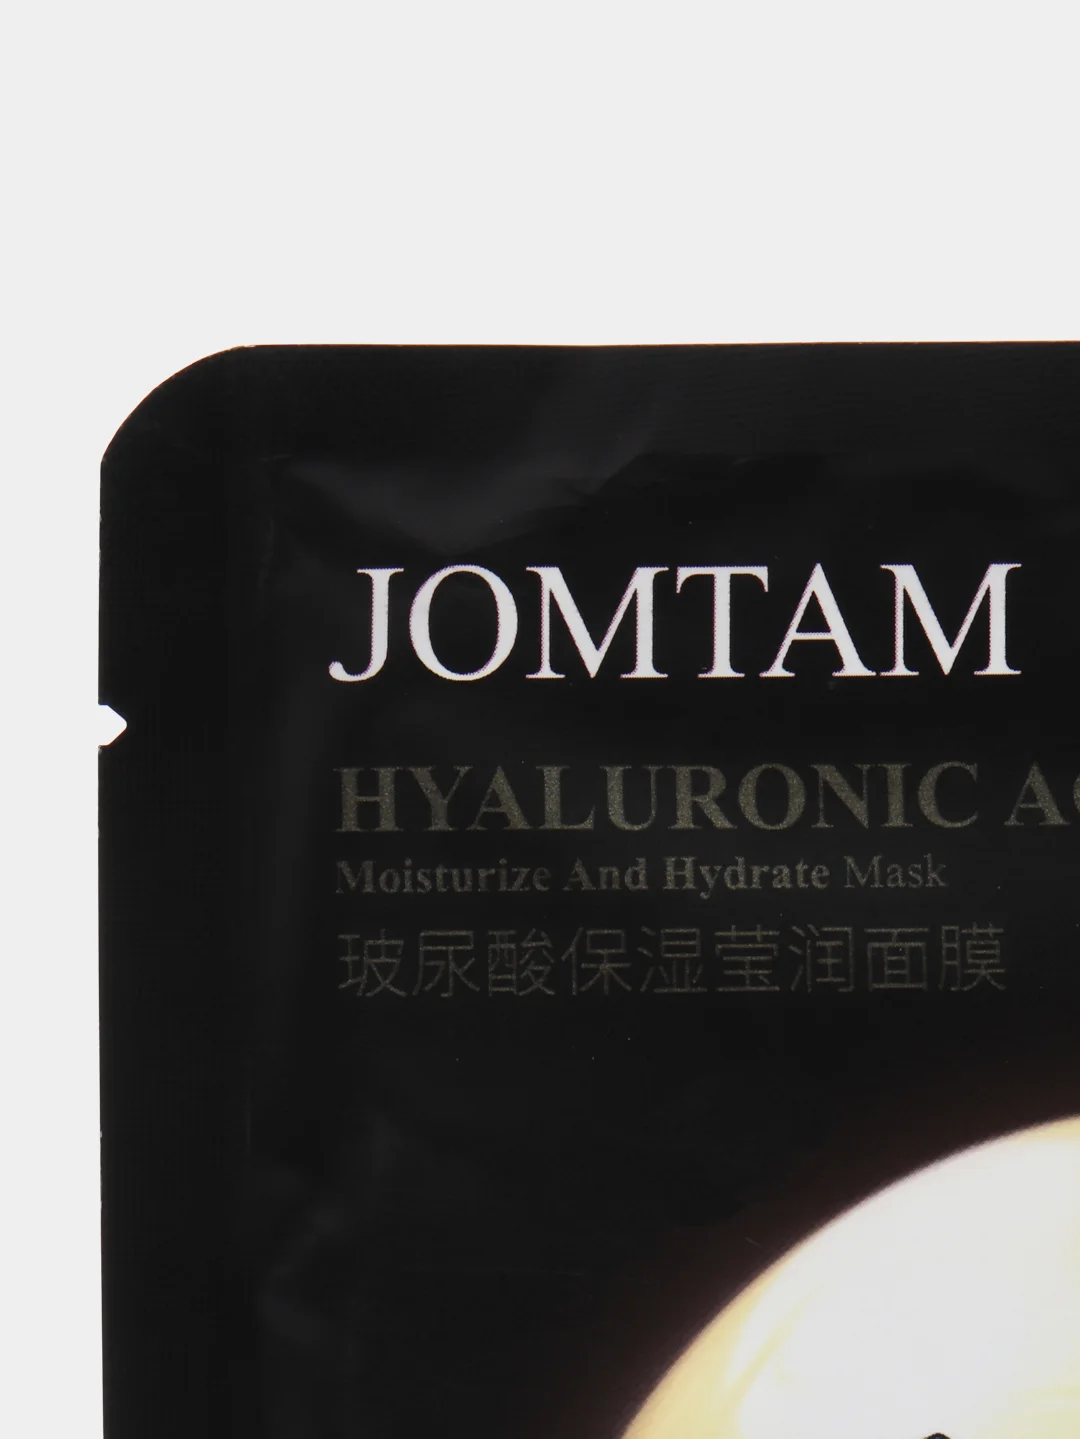 JOMTAM
HYALURONIC
Moisturize And Hydrate Mask
玻尿酸保湿莹润面膜